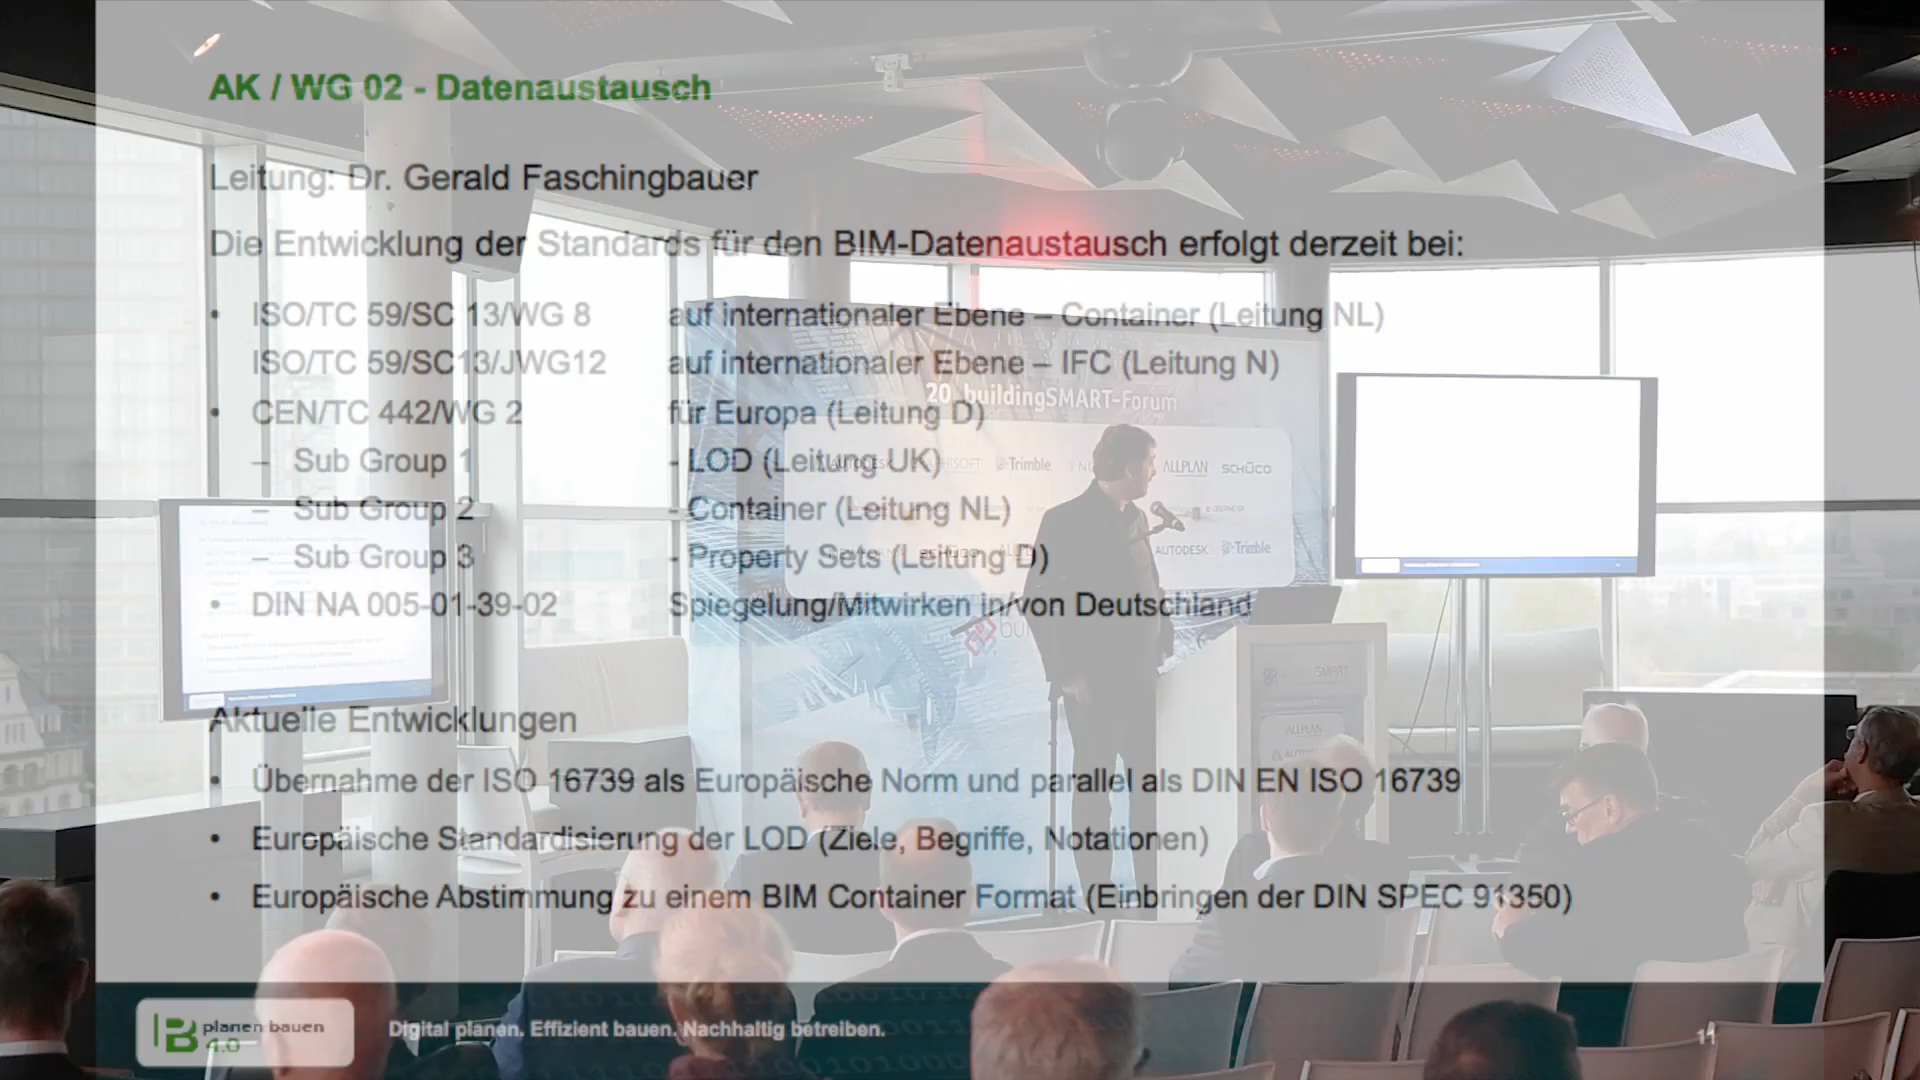 AK / WG 02 - Datenaustausch
Leitung: Dr. Gerald Faschingbauer
Die Entwicklung der Standards für den BIM-Datenaustausch erfolgt derzeit bei:
• ISO/TC 59/SC 13/WG 8 auf internationaler Ebene – Container (Leitung NL)
ISO/TC 59/SC13/JWG12 auf internationaler Ebene – IFC (Leitung N)
• CEN/TC 442/WG 2 für Europa (Leitung D)
– Sub Group 1 - LOD (Leitung UK)
– Sub Group 2 - Container (Leitung NL)
– Sub Group 3 - Property Sets (Leitung D)
• DIN NA 005-01-39-02 Spiegelung/Mitwirken in/von Deutschland
Aktuelle Entwicklungen
• Übernahme der ISO 16739 als Europäische Norm und parallel als DIN EN ISO 16739
• Europäische Standardisierung der LOD (Ziele, Begriffe, Notationen)
• Europäische Abstimmung zu einem BIM Container Format (Einbringen der DIN SPEC 91350)
planen bauen
4.0
Digital planen. Effizient bauen. Nachhaltig betreiben.
11
20. buildingSMART-Forum
AUTODESK Trimble ALLPLAN SCHÜCO
SCHÜCO AUTODESK Trimble
SMART
ALLPLAN